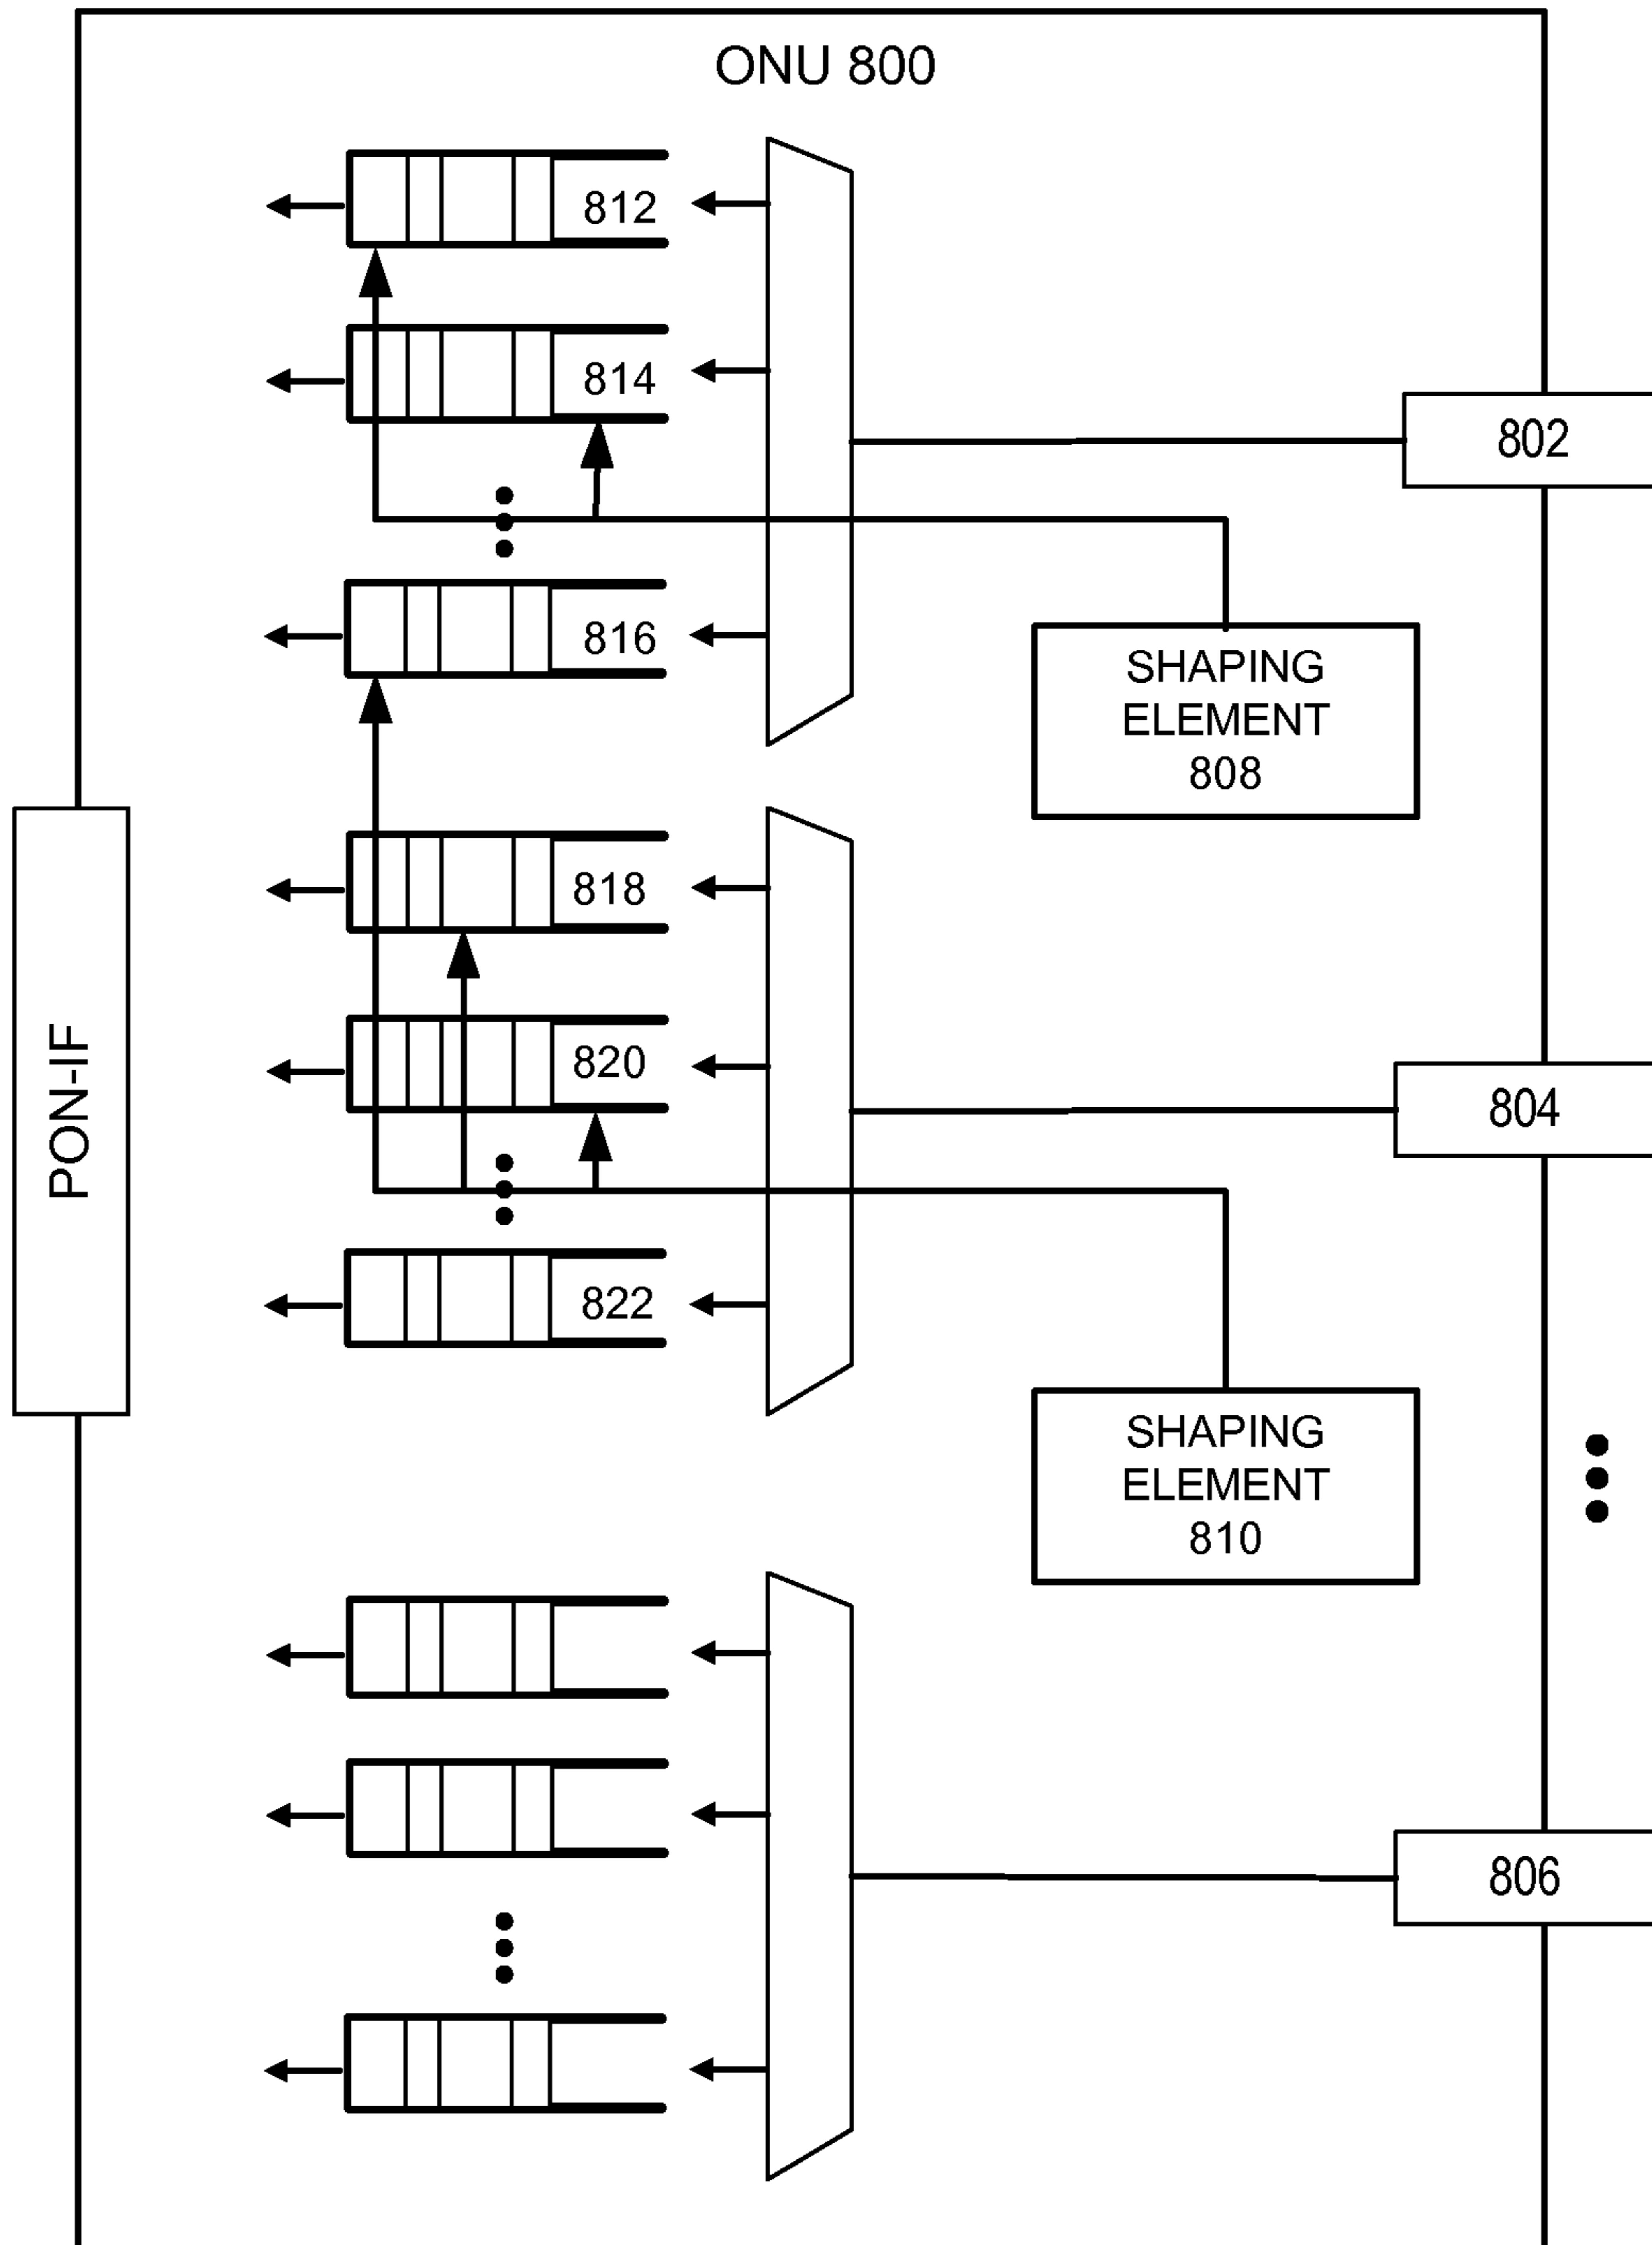 ONU 800
812
814
802
816
SHAPING
ELEMENT
808
818
820
804
PON-IF
822
SHAPING
ELEMENT
810
806